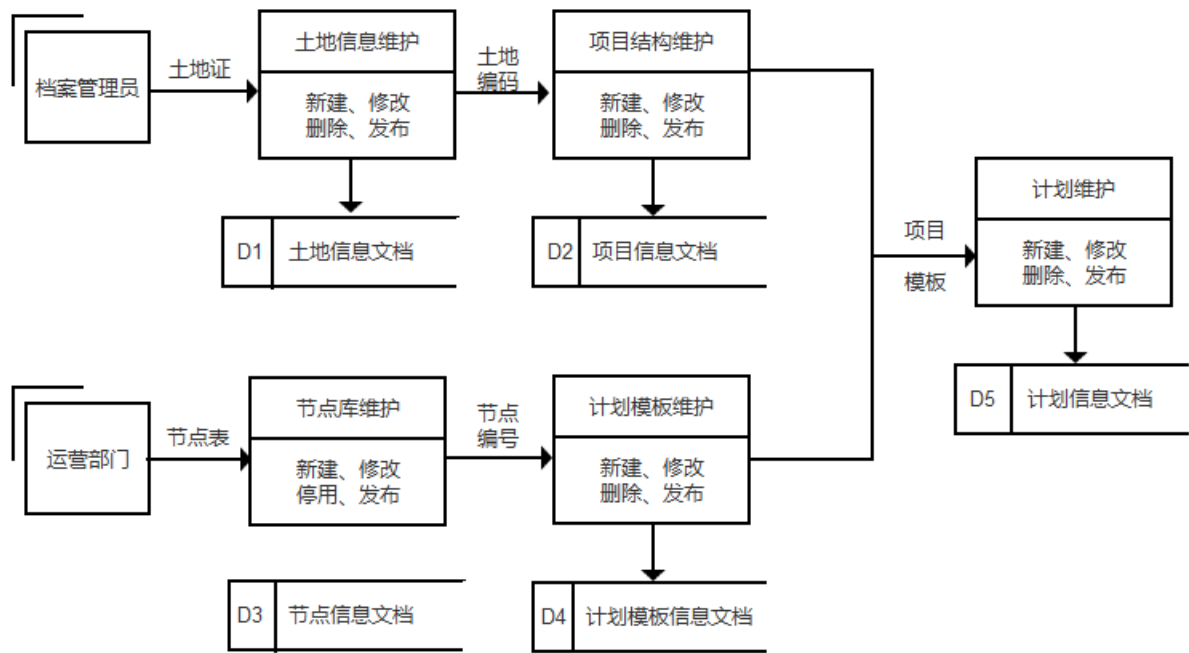 档案管理员
土地证
土地信息维护
新建、修改
删除、发布
土地
编码
项目结构维护
新建、修改
删除、发布
D1
土地信息文档
D2
项目信息文档
项目
模板
计划维护
新建、修改
删除、发布
D5
计划信息文档
运营部门
节点表
节点库维护
新建、修改
停用、发布
节点
编号
计划模板维护
新建、修改
删除、发布
D3
节点信息文档
D4
计划模板信息文档